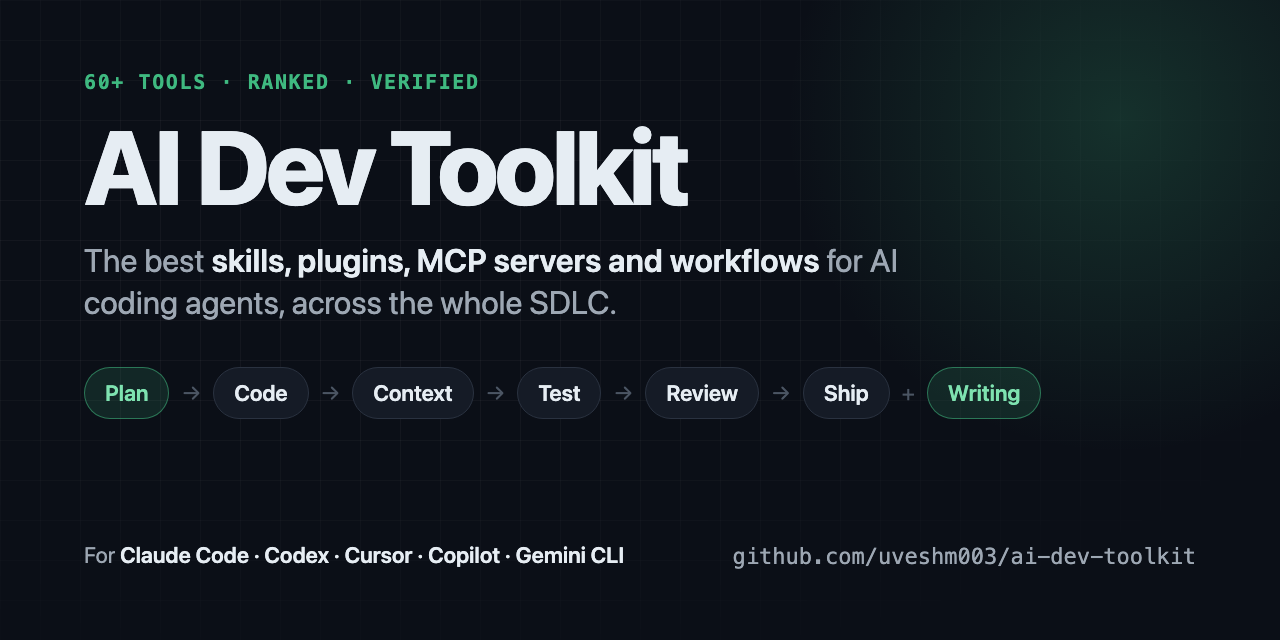 60+ TOOLS · RANKED · VERIFIED
AI Dev Toolkit
The best skills, plugins, MCP servers and workflows for AI
coding agents, across the whole SDLC.
Plan → Code → Context → Test → Review → Ship + Writing
For Claude Code · Codex · Cursor · Copilot · Gemini CLI
github.com/uveshm003/ai-dev-toolkit